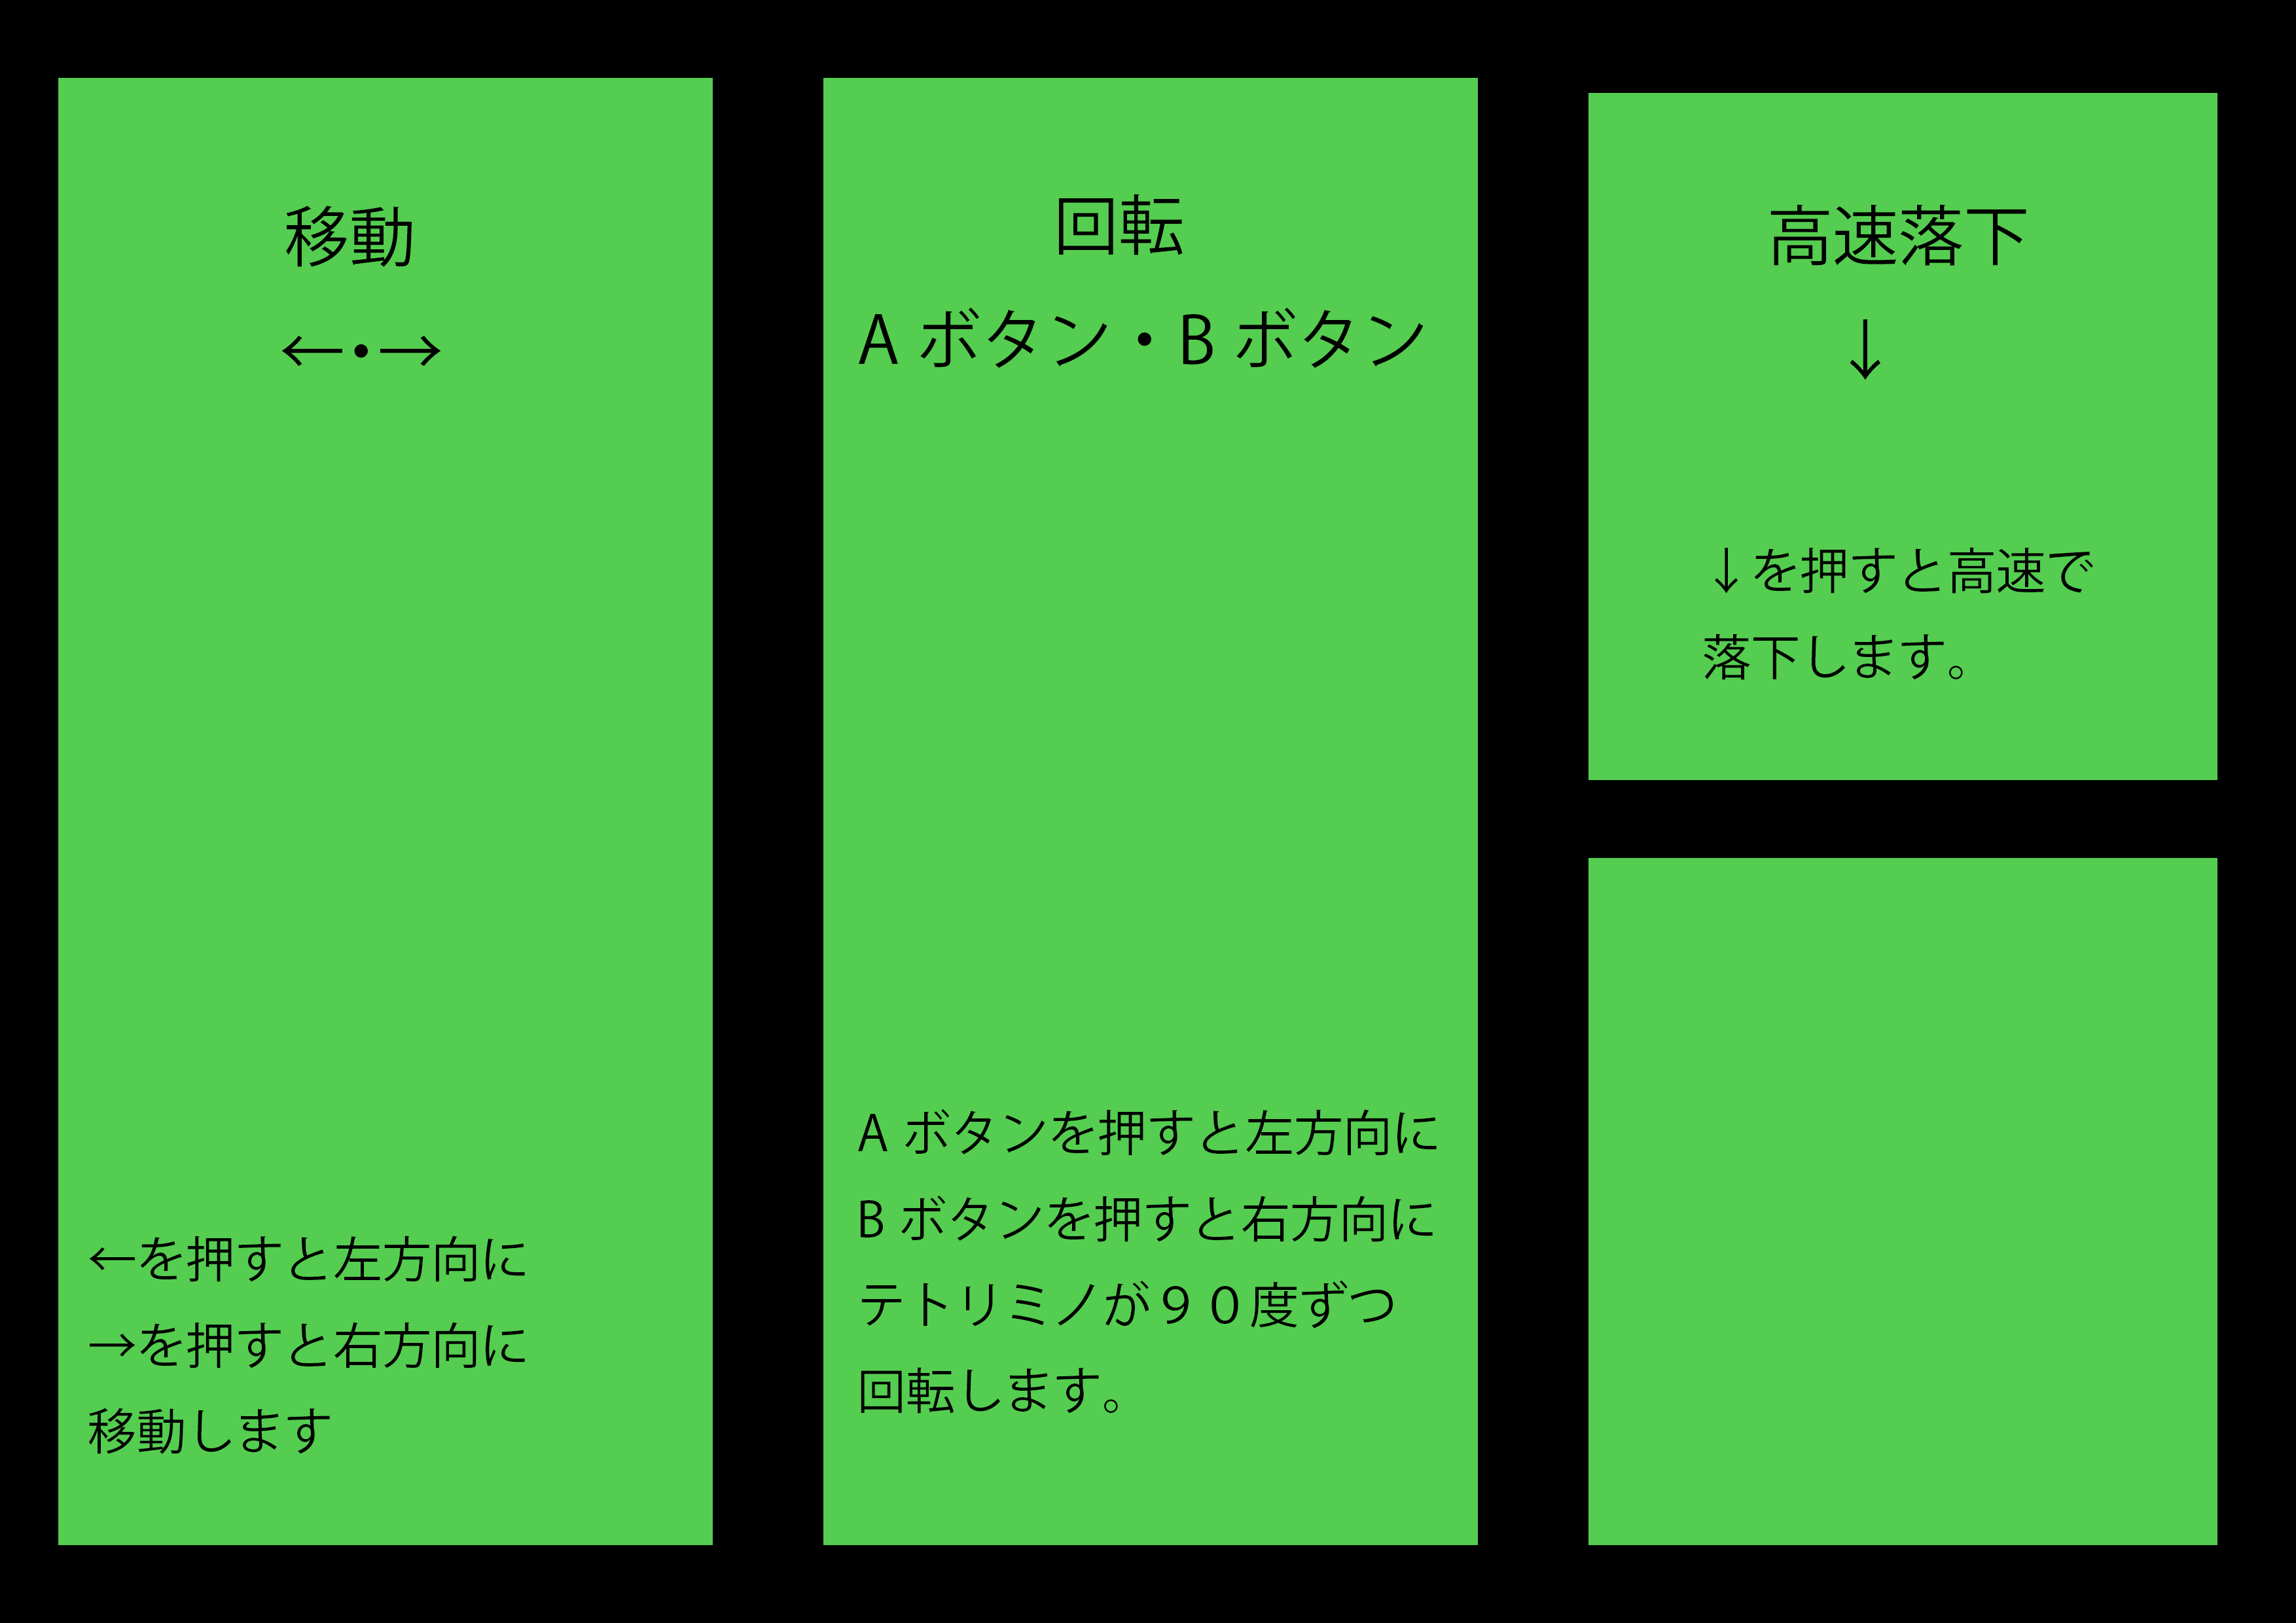 移動
←・→
←を押すと左方向に
→を押すと右方向に
移動します
回転
A ボタン・B ボタン
A ボタンを押すと左方向に
B ボタンを押すと右方向に
テトリミノが９０度ずつ
回転します。
高速落下
↓
↓を押すと高速で
落下します。